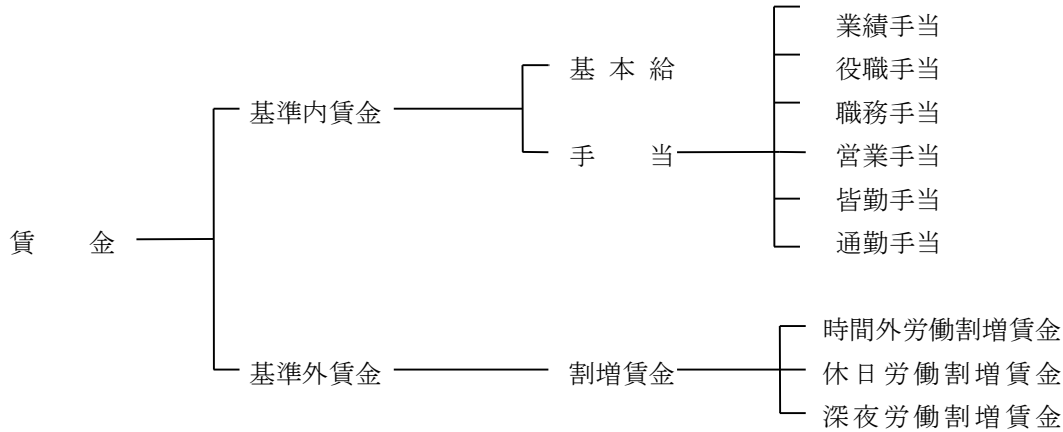 業績手当
基 本 給
役職手当
基準内賃金
職務手当
手 当
営業手当
皆勤手当
賃 金
通勤手当
時間外労働割増賃金
基準外賃金
割増賃金
休日労働割増賃金
深夜労働割増賃金